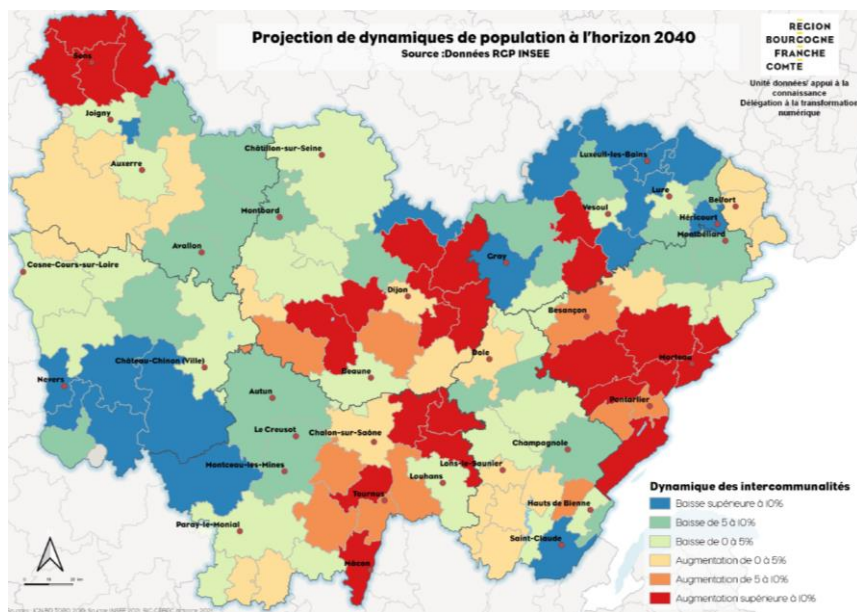 Projection de dynamiques de population à l'horizon 2040
Source :Données RGP INSEE
RÉGION
BOURGOGNE
FRANCHE
COMTE
Unité données/ appui à la
connaissance
Délégation à la transformation
numérique
Sens
Joigny
Auxerre
Châtillon-sur-Seine
Montbard
Avallon
Cosne-Cours-sur-Loire
Luxeuil-les-Bains
Lure
Vesoul
Belfort
Héricourt
Montbéliard
Gray
Dijon
Besançon
Château-Chinon (Ville)
Nevers
Beaune
Dole
Morteau
Pontarlier
Autun
Le Creusot
Chalon-sur-Saône
Champagnole
Montceau-les-Mines
Louhans
Lons-le-Saunier
Tournus
Hauts de Bienne
Paray-le-Monial
Saint-Claude
Mâcon
Dynamique des intercommunalités
Baisse supérieure à 10%
Baisse de 5 à 10%
Baisse de 0 à 5%
Augmentation de 0 à 5%
Augmentation de 5 à 10%
Augmentation supérieure à 10%